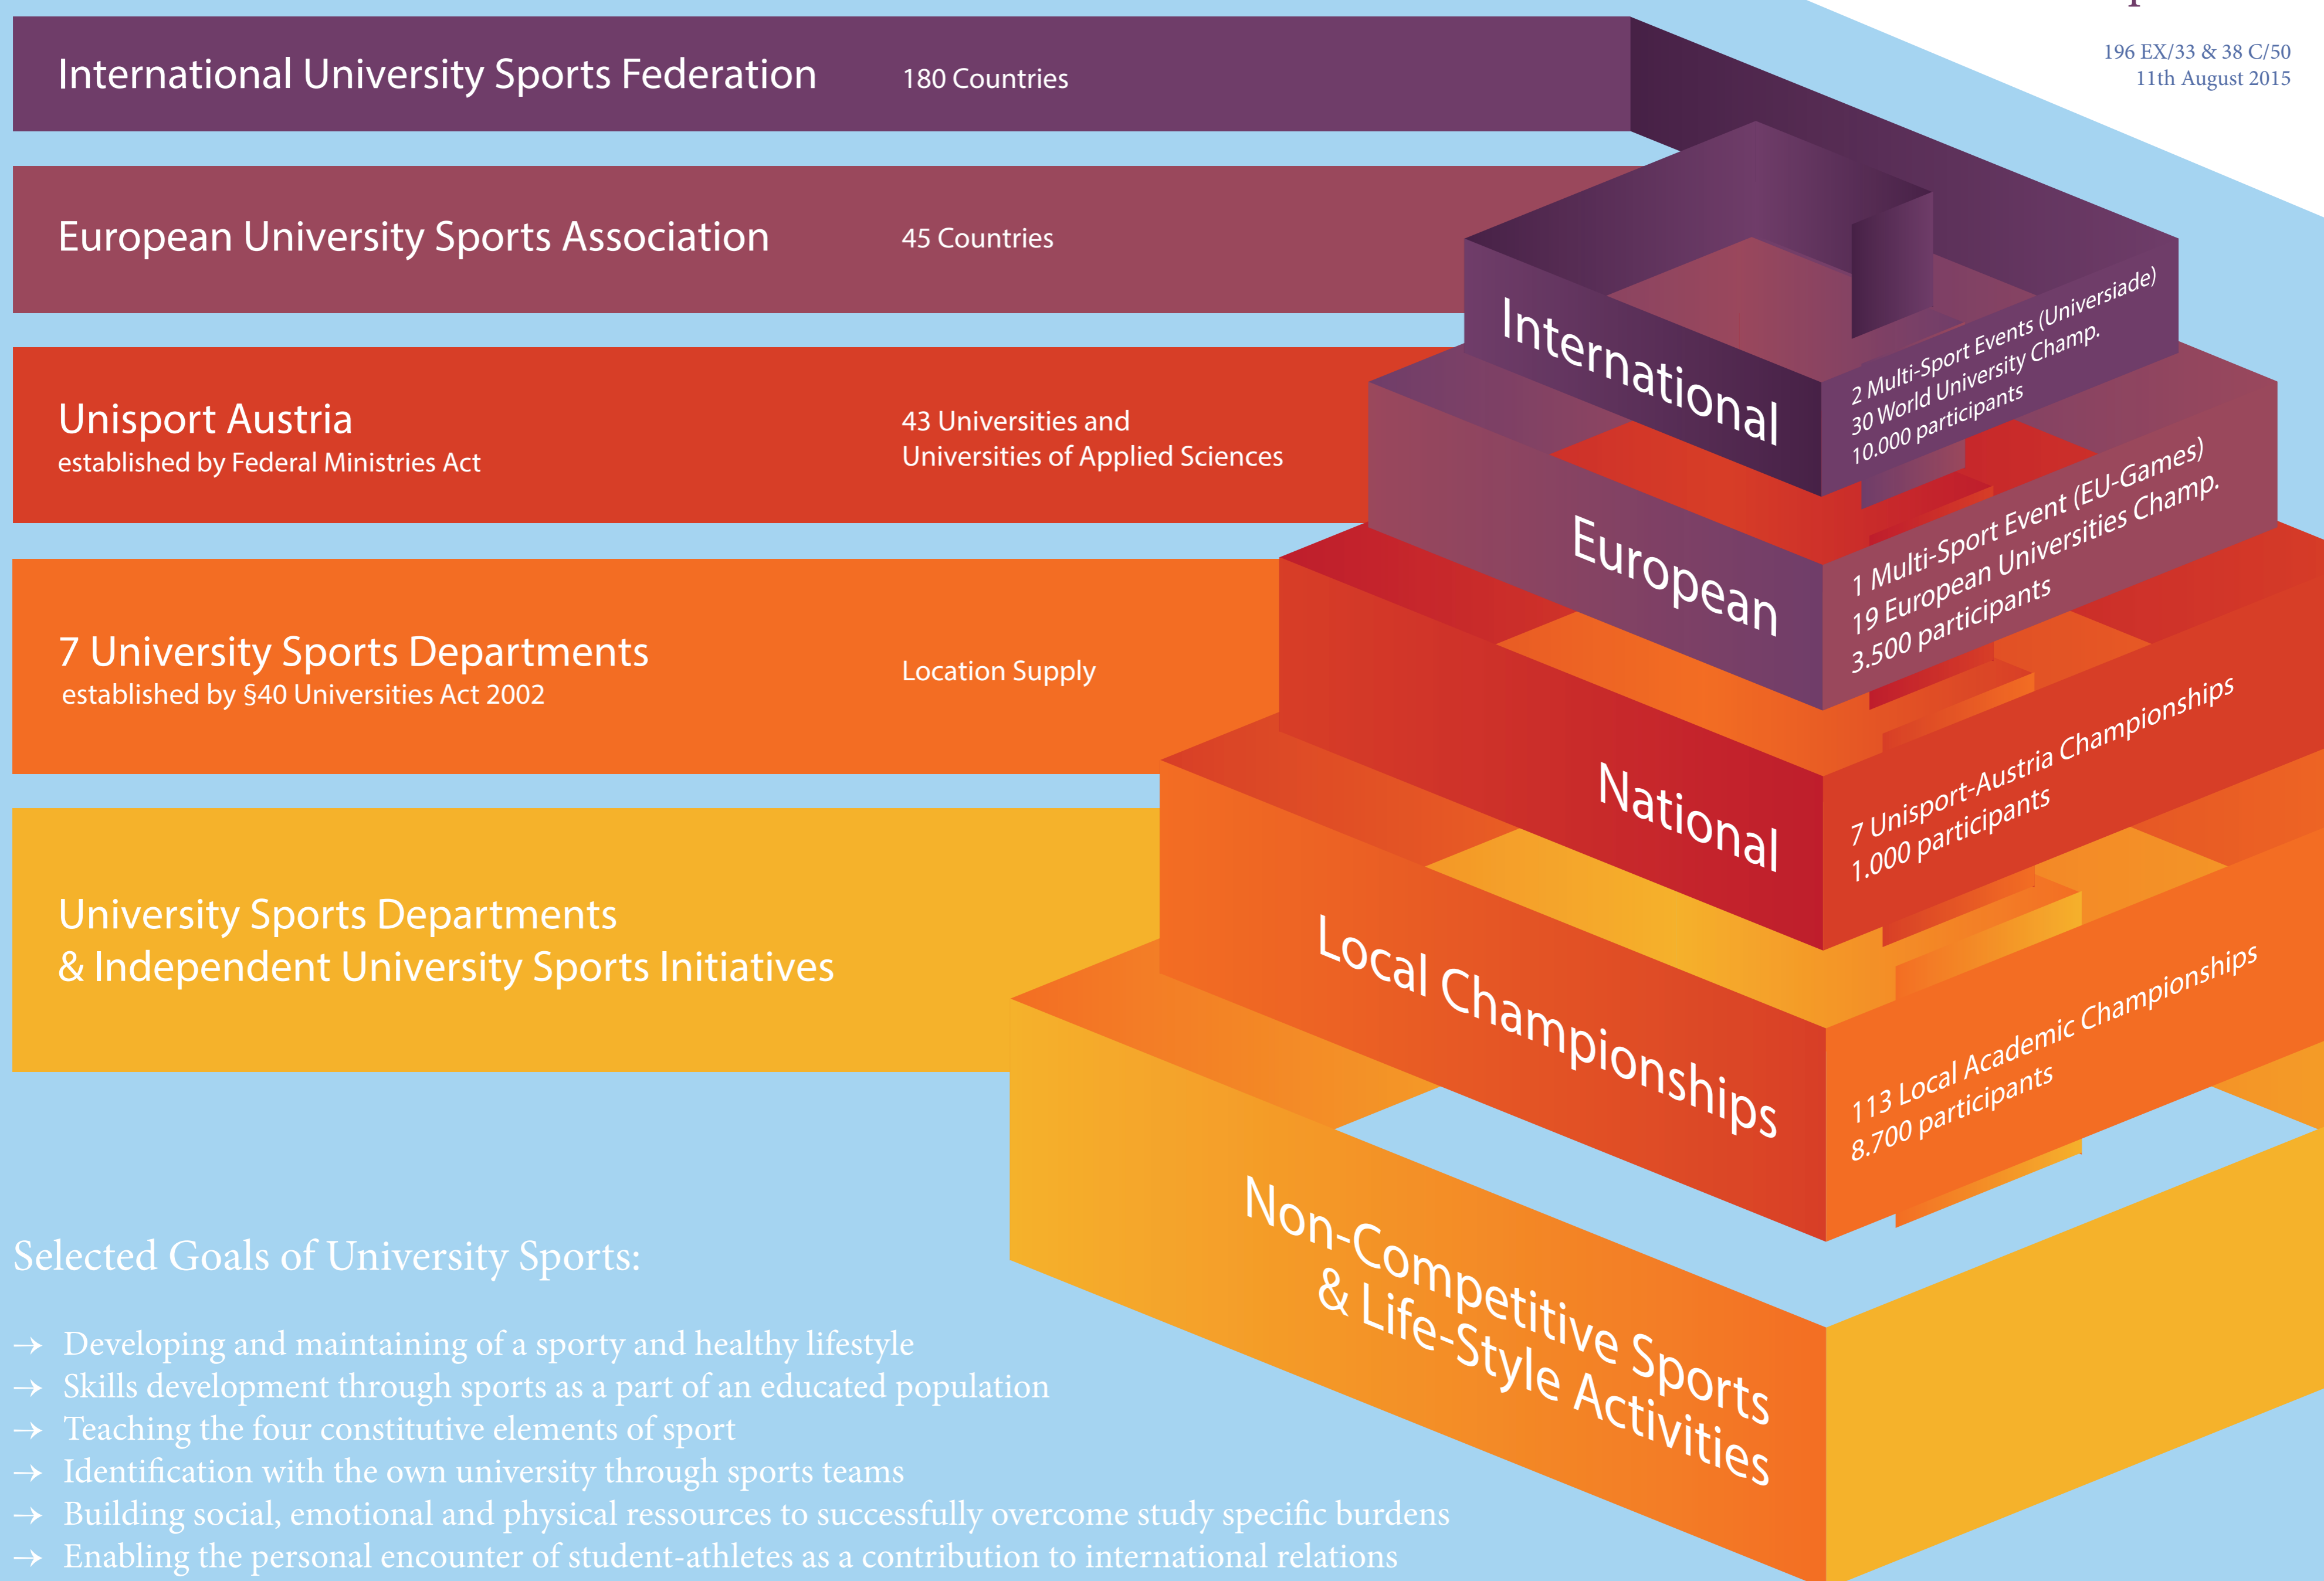 196 EX/33 & 38 C/50
11th August 2015
International University Sports Federation
180 Countries
European University Sports Association
45 Countries
Unisport Austria
established by Federal Ministries Act
43 Universities and
Universities of Applied Sciences
7 University Sports Departments
established by §40 Universities Act 2002
Location Supply
University Sports Departments
& Independent University Sports Initiatives
International
2 Multi-Sport Events (Universiade)
30 World University Champ.
10.000 participants
European
1 Multi-Sport Event (EU-Games)
19 European Universities Champ.
3.500 participants
National
7 Unisport-Austria Championships
1.000 participants
Local Championships
113 Local Academic Championships
8.700 participants
Non-Competitive Sports
& Life-Style Activities
Selected Goals of University Sports:
→ Developing and maintaining of a sporty and healthy lifestyle
→ Skills development through sports as a part of an educated population
→ Teaching the four constitutive elements of sport
→ Identification with the own university through sports teams
→ Building social, emotional and physical ressources to successfully overcome study specific burdens
→ Enabling the personal encounter of student-athletes as a contribution to international relations